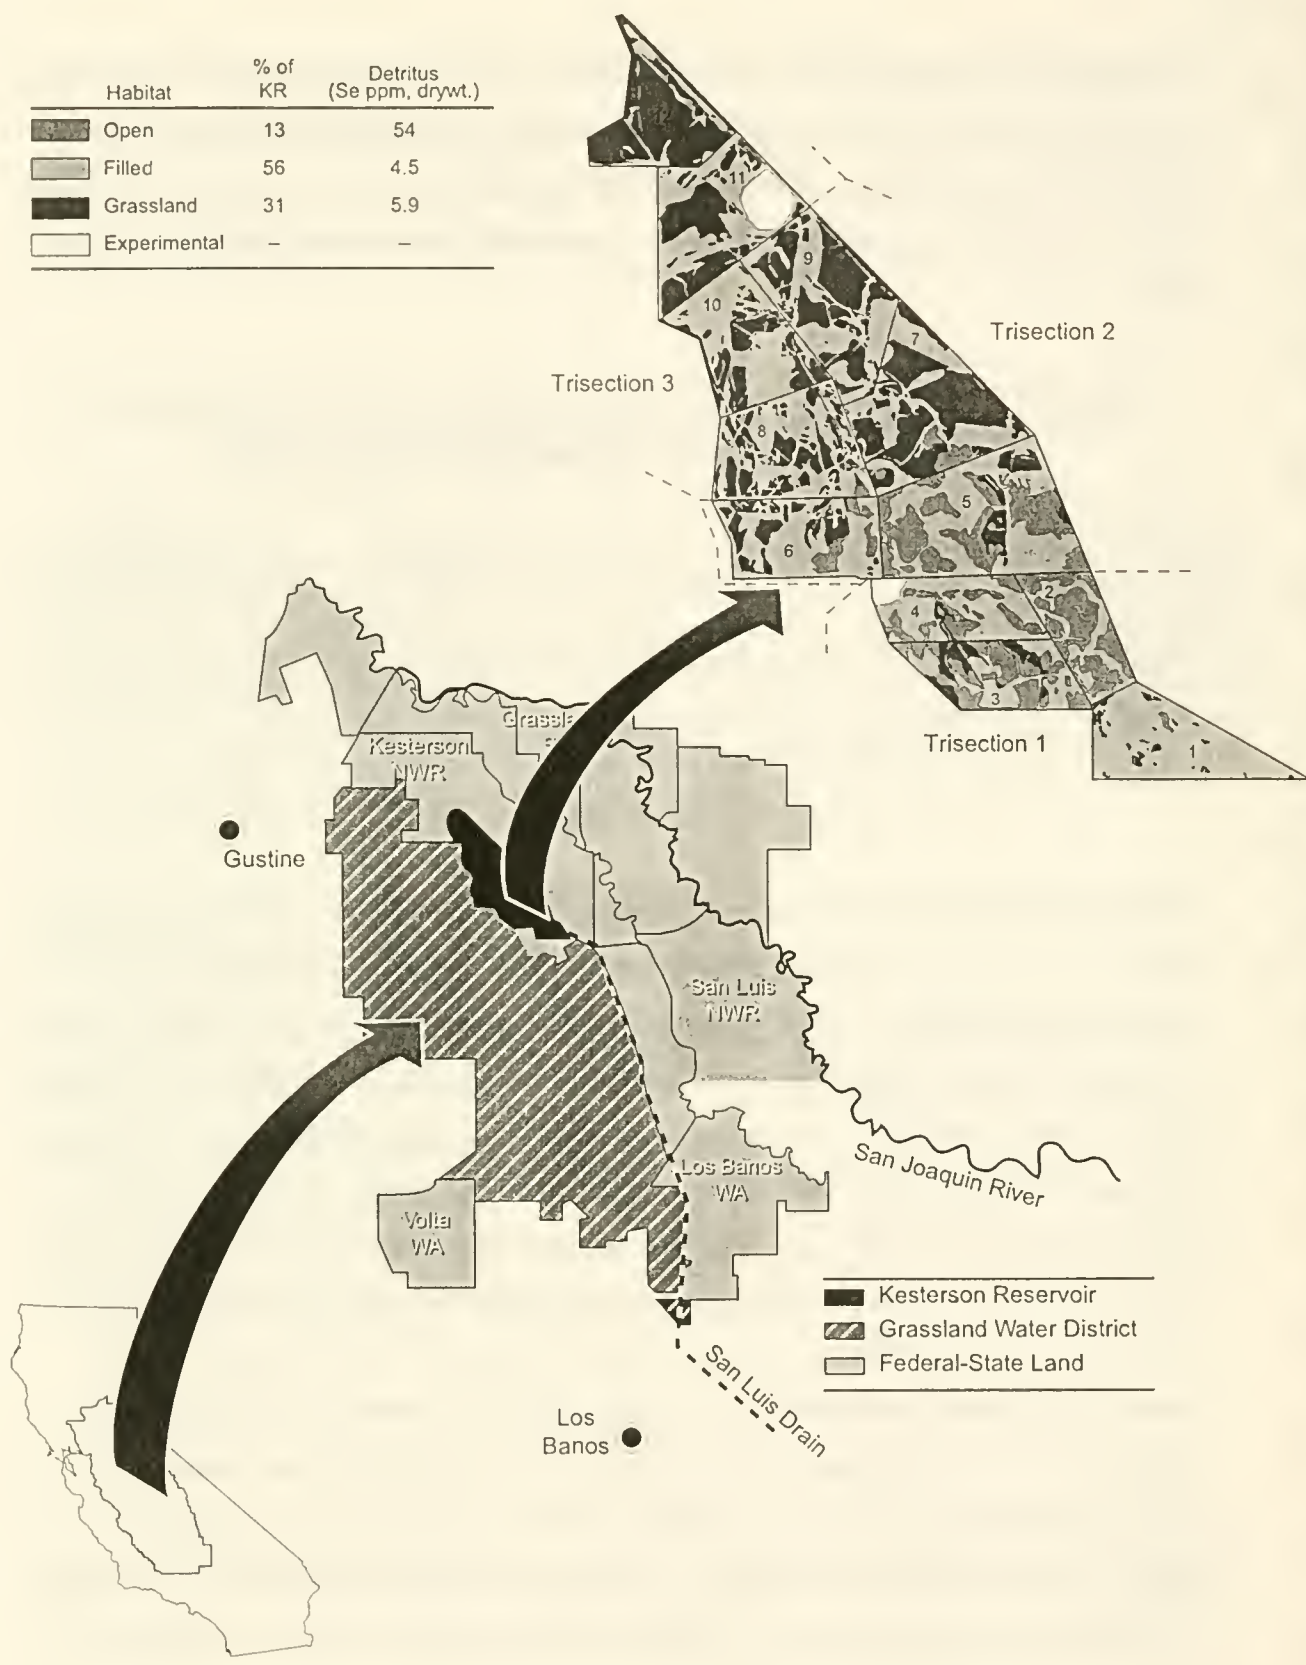 % of
Detritus
Habitat KR (Se ppm, drywt.)
Open 13 54
Filled 56 4.5
Grassland 31 5.9
Experimental – –
12
11
9
10
7
Trisection 2
Trisection 3
8
5
6
2
4
3
Trisection 1
1
Kesterson
NWR
Gustine
San Luis
NWR
San Joaquin River
Los Baños
WA
Volta
WA
Kesterson Reservoir
Grassland Water District
Federal-State Land
San Luis Drain
Los
Banos